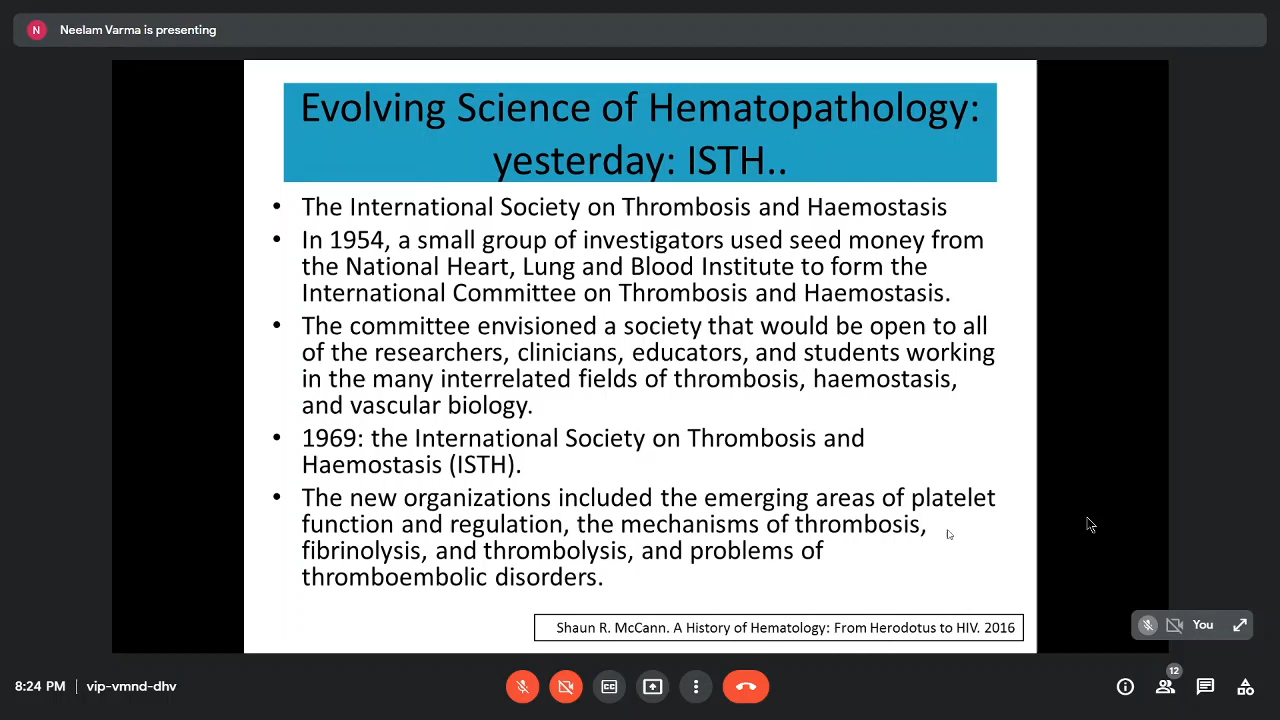 N Neelam Varma is presenting
Evolving Science of Hematopathology:
yesterday: ISTH..
• The International Society on Thrombosis and Haemostasis
• In 1954, a small group of investigators used seed money from
the National Heart, Lung and Blood Institute to form the
International Committee on Thrombosis and Haemostasis.
• The committee envisioned a society that would be open to all
of the researchers, clinicians, educators, and students working
in the many interrelated fields of thrombosis, haemostasis,
and vascular biology.
• 1969: the International Society on Thrombosis and
Haemostasis (ISTH).
• The new organizations included the emerging areas of platelet
function and regulation, the mechanisms of thrombosis,
fibrinolysis, and thrombolysis, and problems of
thromboembolic disorders.
Shaun R. McCann. A History of Hematology: From Herodotus to HIV. 2016
You
8:24 PM | vip-vmnd-dhv
CC
12